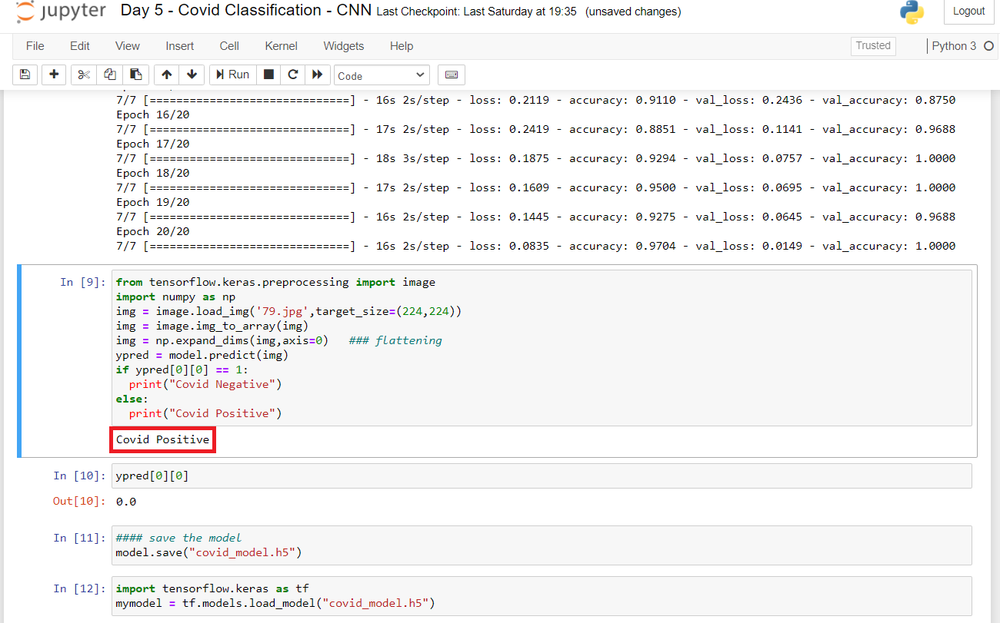 jupyter Day 5 - Covid Classification - CNN Last Checkpoint: Last Saturday at 19:35 (unsaved changes) Logout
File Edit View Insert Cell Kernel Widgets Help Trusted Python 3
Run Code
7/7 [==============================] - 16s 2s/step - loss: 0.2119 - accuracy: 0.9110 - val_loss: 0.2436 - val_accuracy: 0.8750
Epoch 16/20
7/7 [==============================] - 17s 2s/step - loss: 0.2419 - accuracy: 0.8851 - val_loss: 0.1141 - val_accuracy: 0.9688
Epoch 17/20
7/7 [==============================] - 18s 3s/step - loss: 0.1875 - accuracy: 0.9294 - val_loss: 0.0757 - val_accuracy: 1.0000
Epoch 18/20
7/7 [==============================] - 17s 2s/step - loss: 0.1609 - accuracy: 0.9500 - val_loss: 0.0695 - val_accuracy: 1.0000
Epoch 19/20
7/7 [==============================] - 16s 2s/step - loss: 0.1445 - accuracy: 0.9275 - val_loss: 0.0645 - val_accuracy: 0.9688
Epoch 20/20
7/7 [==============================] - 16s 2s/step - loss: 0.0835 - accuracy: 0.9704 - val_loss: 0.0149 - val_accuracy: 1.0000
In [9]: from tensorflow.keras.preprocessing import image
import numpy as np
img = image.load_img('79.jpg',target_size=(224,224))
img = image.img_to_array(img)
img = np.expand_dims(img,axis=0)   ### flattening
ypred = model.predict(img)
if ypred[0][0] == 1:
  print("Covid Negative")
else:
  print("Covid Positive")
Covid Positive
In [10]: ypred[0][0]
Out[10]: 0.0
In [11]: #### save the model
model.save("covid_model.h5")
In [12]: import tensorflow.keras as tf
mymodel = tf.models.load_model("covid_model.h5")